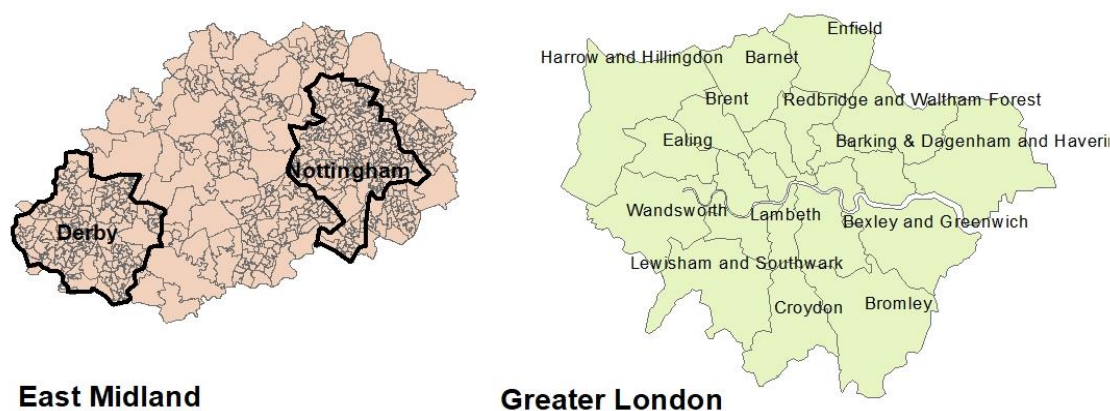 Derby
Nottingham
East Midland
Enfield
Harrow and Hillingdon
Barnet
Brent
Redbridge and Waltham Forest
Ealing
Barking & Dagenham and Haverin
Wandsworth
Lambeth
Bexley and Greenwich
Lewisham and Southwark
Croydon
Bromley
Greater London